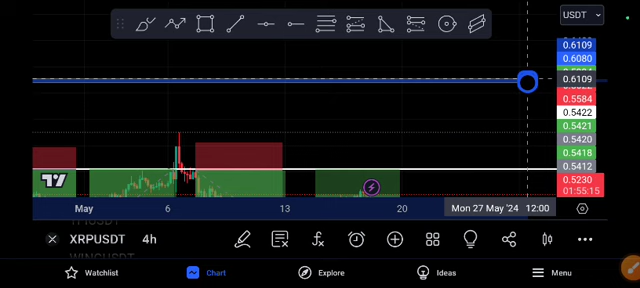 USDT
0.6109
0.6080
0.6109
0.5584
0.5422
0.5421
0.5420
0.5418
0.5412
0.5230
01:55:15
May
6
13
20
Mon 27 May '24 12:00
XRPUSDT
4h
Watchlist
Chart
Explore
Ideas
Menu